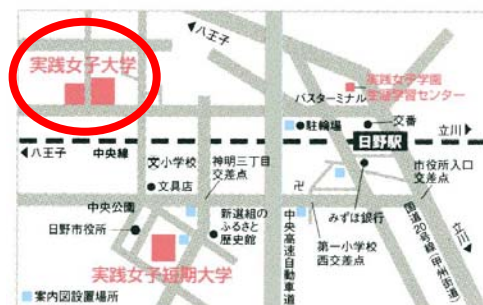 八王子
実践女子大学
実践女子学園
生涯学習センター
バスターミナル
交番
駐輪場
日野駅
立川
八王子
中央線
文小学校
神明三丁目
交差点
市役所入口
交差点
文具店
卍
中央公園
みずほ銀行
日野市役所
新選組の
ふるさと
歴史館
中央高速自動車道
第一小学校
西交差点
国道20号線(甲州街道)
立川
実践女子短期大学
案内図設置場所